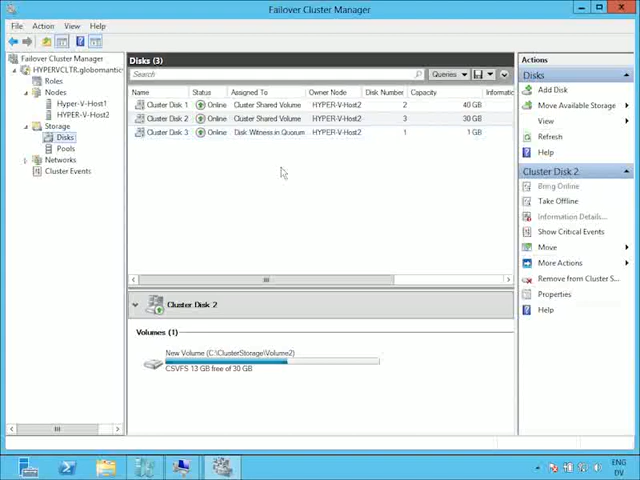 Failover Cluster Manager
File Action View Help
Failover Cluster Manager
HYPERVCLTR.globomantic
Roles
Nodes
Hyper-V-Host1
HYPER-V-Host2
Storage
Disks
Pools
Networks
Cluster Events
Disks (3)
Search Queries
Name Status Assigned To Owner Node Disk Number Capacity Informati
Cluster Disk 1 Online Cluster Shared Volume HYPER-V-Host2 2 40 GB
Cluster Disk 2 Online Cluster Shared Volume HYPER-V-Host2 3 30 GB
Cluster Disk 3 Online Disk Witness in Quorum HYPER-V-Host2 1 1 GB
Cluster Disk 2
Volumes (1)
New Volume (C:\ClusterStorage\Volume2)
CSVFS 13 GB free of 30 GB
Actions
Disks
Add Disk
Move Available Storage
View
Refresh
Help
Cluster Disk 2
Bring Online
Take Offline
Information Details...
Show Critical Events
Move
More Actions
Remove from Cluster S...
Properties
Help
ENG
DV